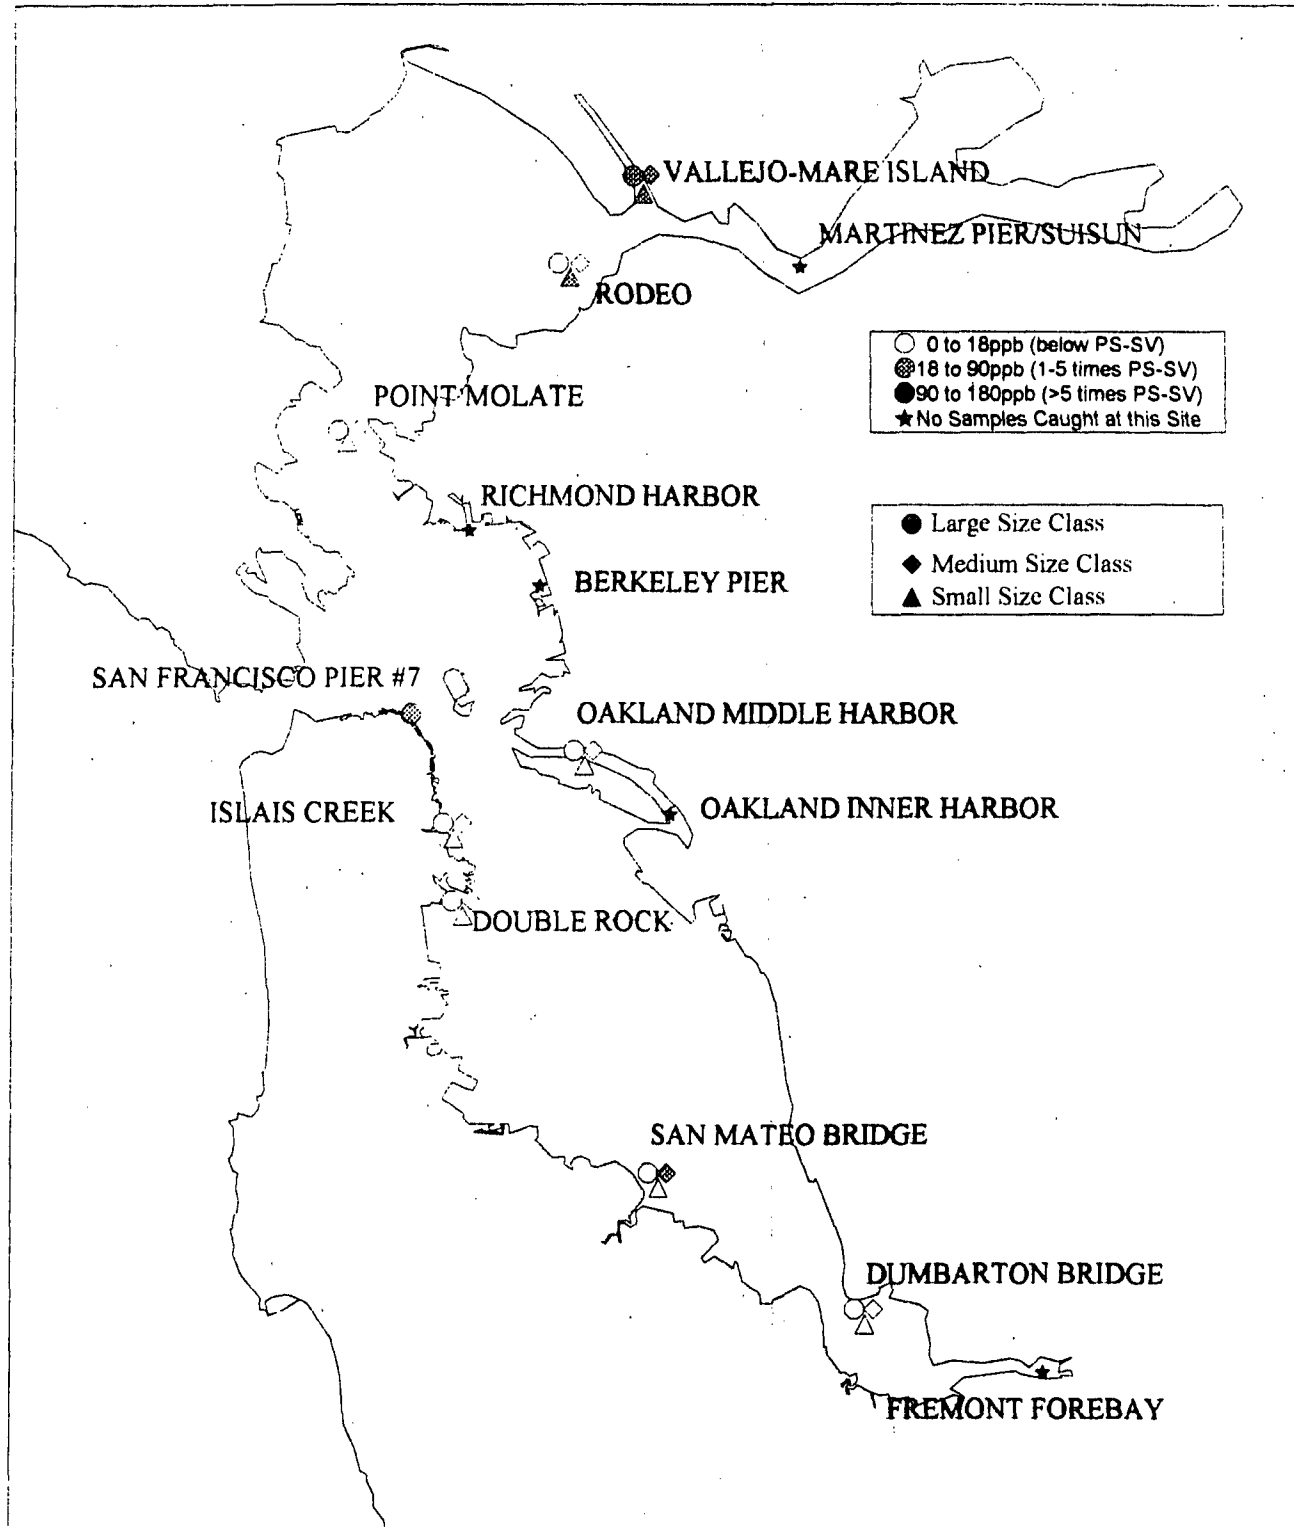 VALLEJO-MARE ISLAND
MARTINEZ PIER/SUISUN
RODEO
0 to 18ppb (below PS-SV)
18 to 90ppb (1-5 times PS-SV)
90 to 180ppb (>5 times PS-SV)
No Samples Caught at this Site
POINT MOLATE
RICHMOND HARBOR
Large Size Class
Medium Size Class
Small Size Class
BERKELEY PIER
SAN FRANCISCO PIER #7
OAKLAND MIDDLE HARBOR
ISLAIS CREEK
OAKLAND INNER HARBOR
DOUBLE ROCK
SAN MATEO BRIDGE
DUMBARTON BRIDGE
FREMONT FOREBAY